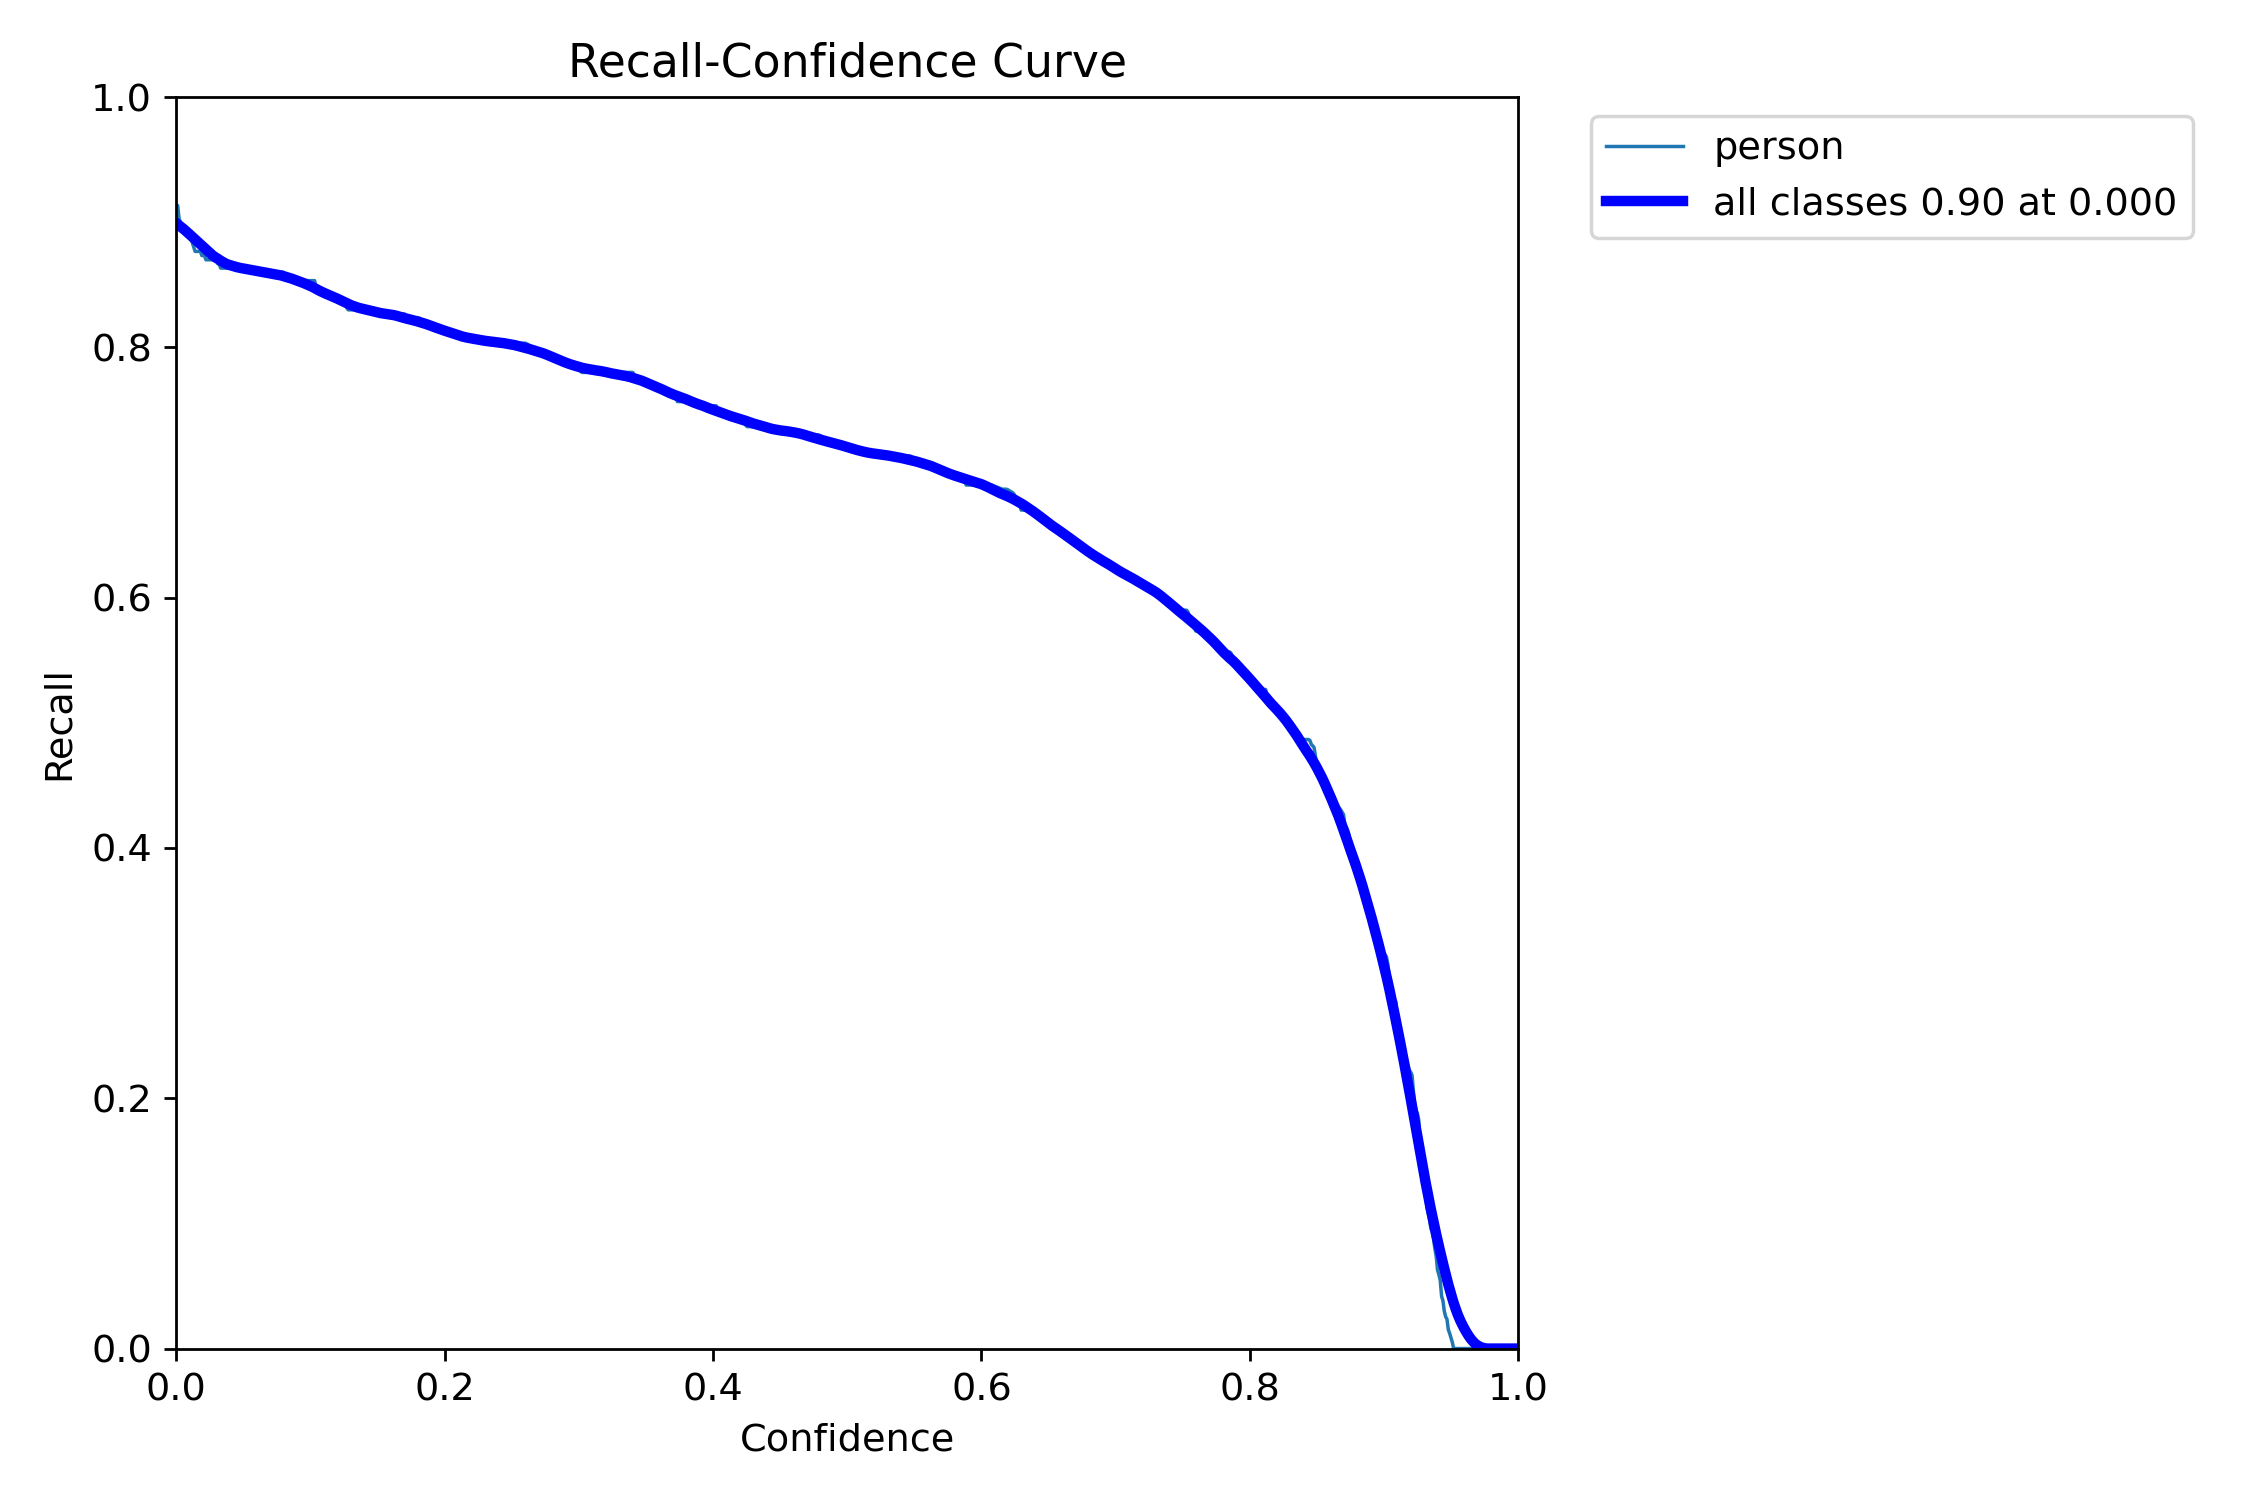 Recall-Confidence Curve
1.0
0.8
0.6
0.4
0.2
0.0
Recall
0.0 0.2 0.4 0.6 0.8 1.0
Confidence
person
all classes 0.90 at 0.000